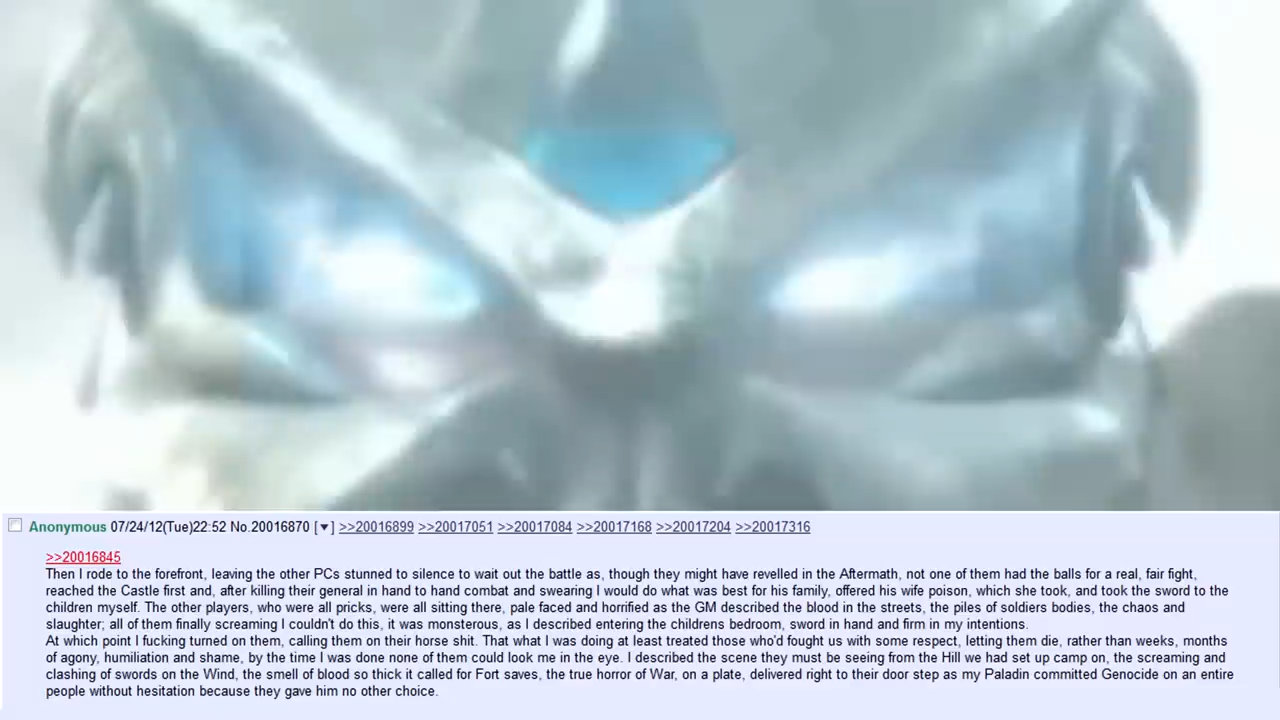 Anonymous 07/24/12(Tue)22:52 No.20016870 [▼] >>20016899 >>20017051 >>20017084 >>20017168 >>20017204 >>20017316
>>20016845
Then I rode to the forefront, leaving the other PCs stunned to silence to wait out the battle as, though they might have revelled in the Aftermath, not one of them had the balls for a real, fair fight,
reached the Castle first and, after killing their general in hand to hand combat and swearing I would do what was best for his family, offered his wife poison, which she took, and took the sword to the
children myself. The other players, who were all pricks, were all sitting there, pale faced and horrified as the GM described the blood in the streets, the piles of soldiers bodies, the chaos and
slaughter; all of them finally screaming I couldn't do this, it was monsterous, as I described entering the childrens bedroom, sword in hand and firm in my intentions.
At which point I fucking turned on them, calling them on their horse shit. That what I was doing at least treated those who'd fought us with some respect, letting them die, rather than weeks, months
of agony, humiliation and shame, by the time I was done none of them could look me in the eye. I described the scene they must be seeing from the Hill we had set up camp on, the screaming and
clashing of swords on the Wind, the smell of blood so thick it called for Fort saves, the true horror of War, on a plate, delivered right to their door step as my Paladin committed Genocide on an entire
people without hesitation because they gave him no other choice.